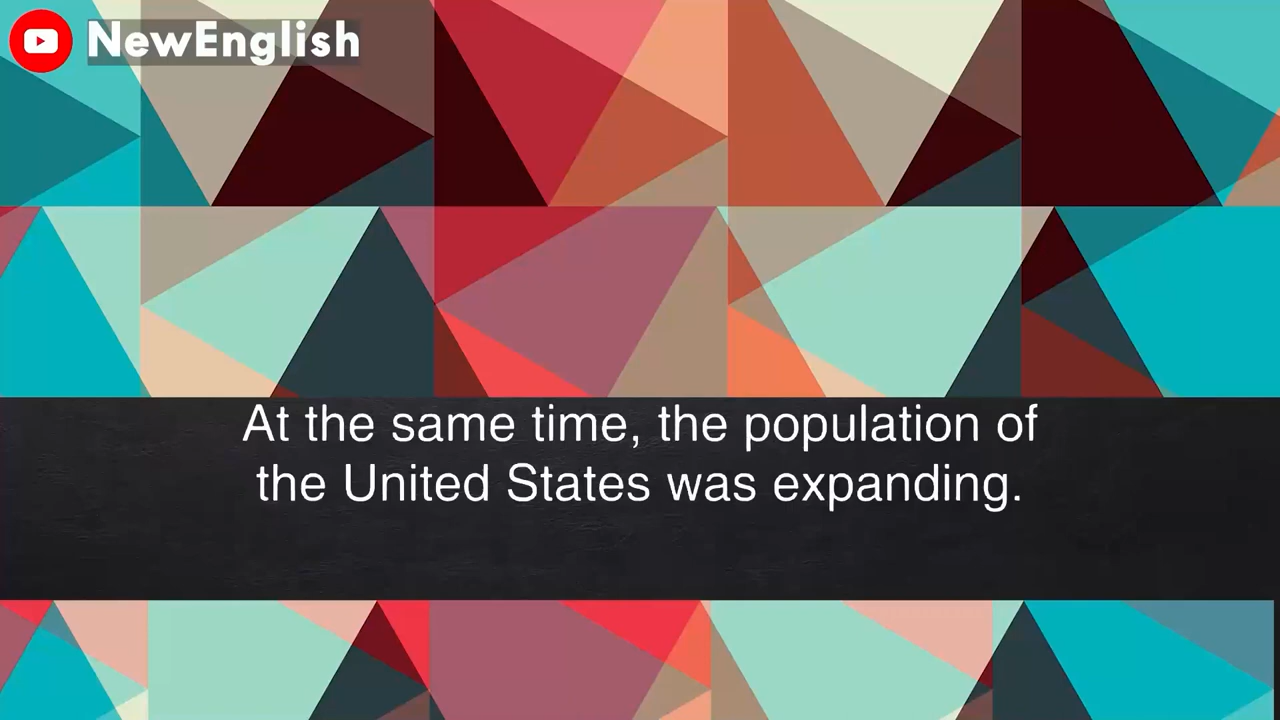 NewEnglish
At the same time, the population of
the United States was expanding.